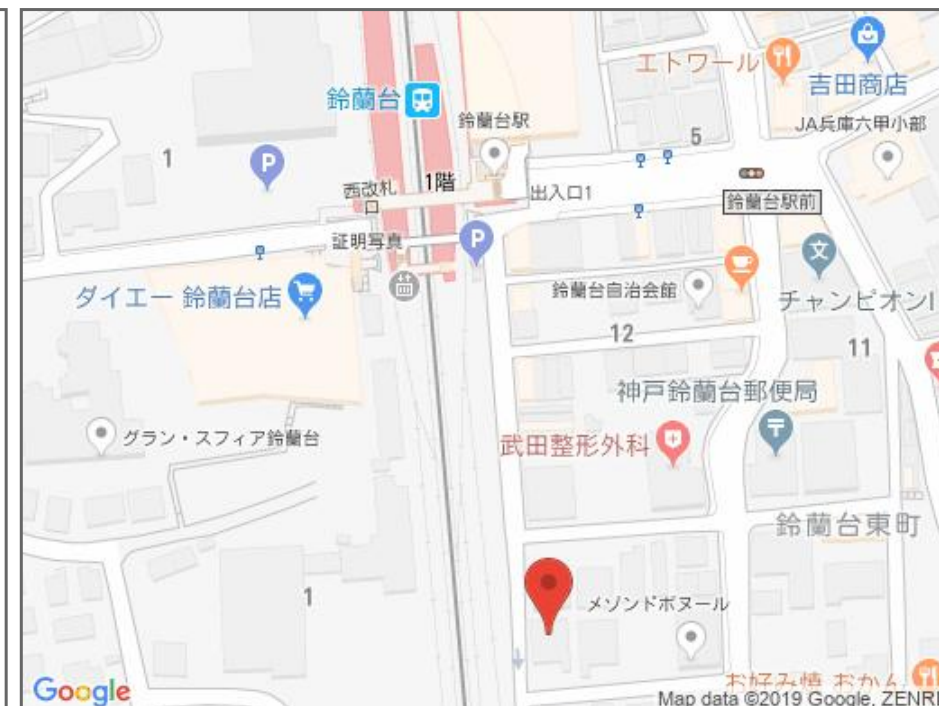 エトワール
吉田商店
鈴蘭台
鈴蘭台駅
5
JA兵庫六甲小部
1
P
西改札
口
1階
出入口1
鈴蘭台駅前
証明写真
P
文
ダイエー 鈴蘭台店
鈴蘭台自治会館
チャンピオンI
12
11
神戸鈴蘭台郵便局
グラン・スフィア鈴蘭台
武田整形外科
鈴蘭台東町
1
メゾンドボヌール
お好み焼 おかん
Google
Map data ©2019 Google, ZENRI